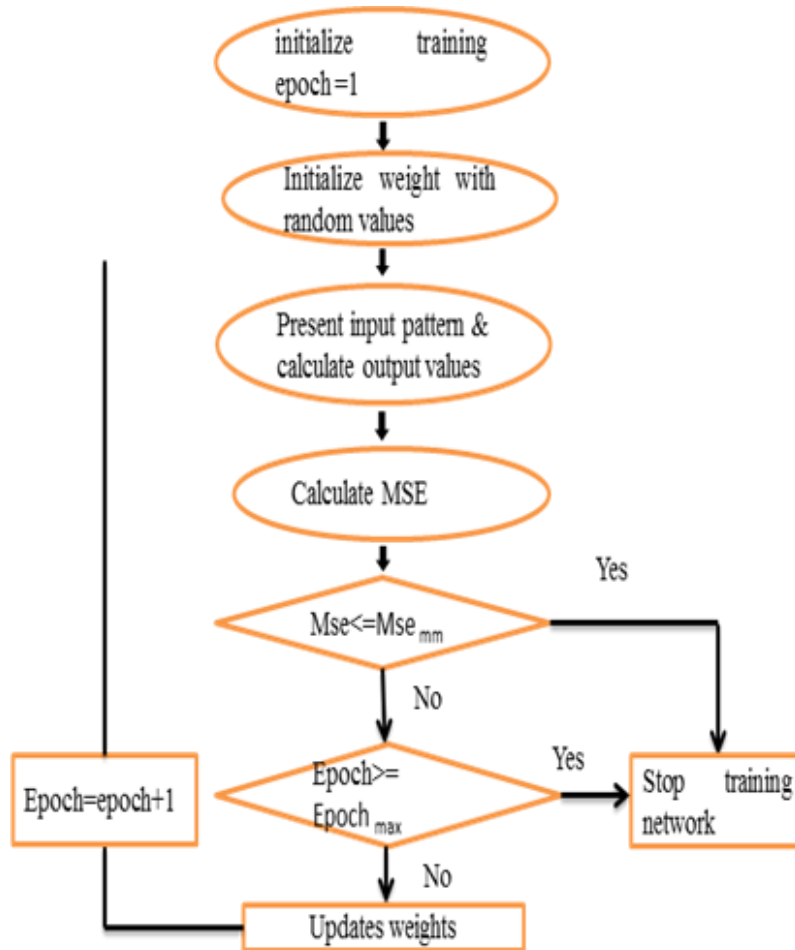 initialize training
epoch=1
Initialize weight with
random values
Present input pattern &
calculate output values
Calculate MSE
Yes
Mse<=Mse mm
No
Epoch>=
Epoch max
Yes
Stop training
network
Epoch=epoch+1
No
Updates weights